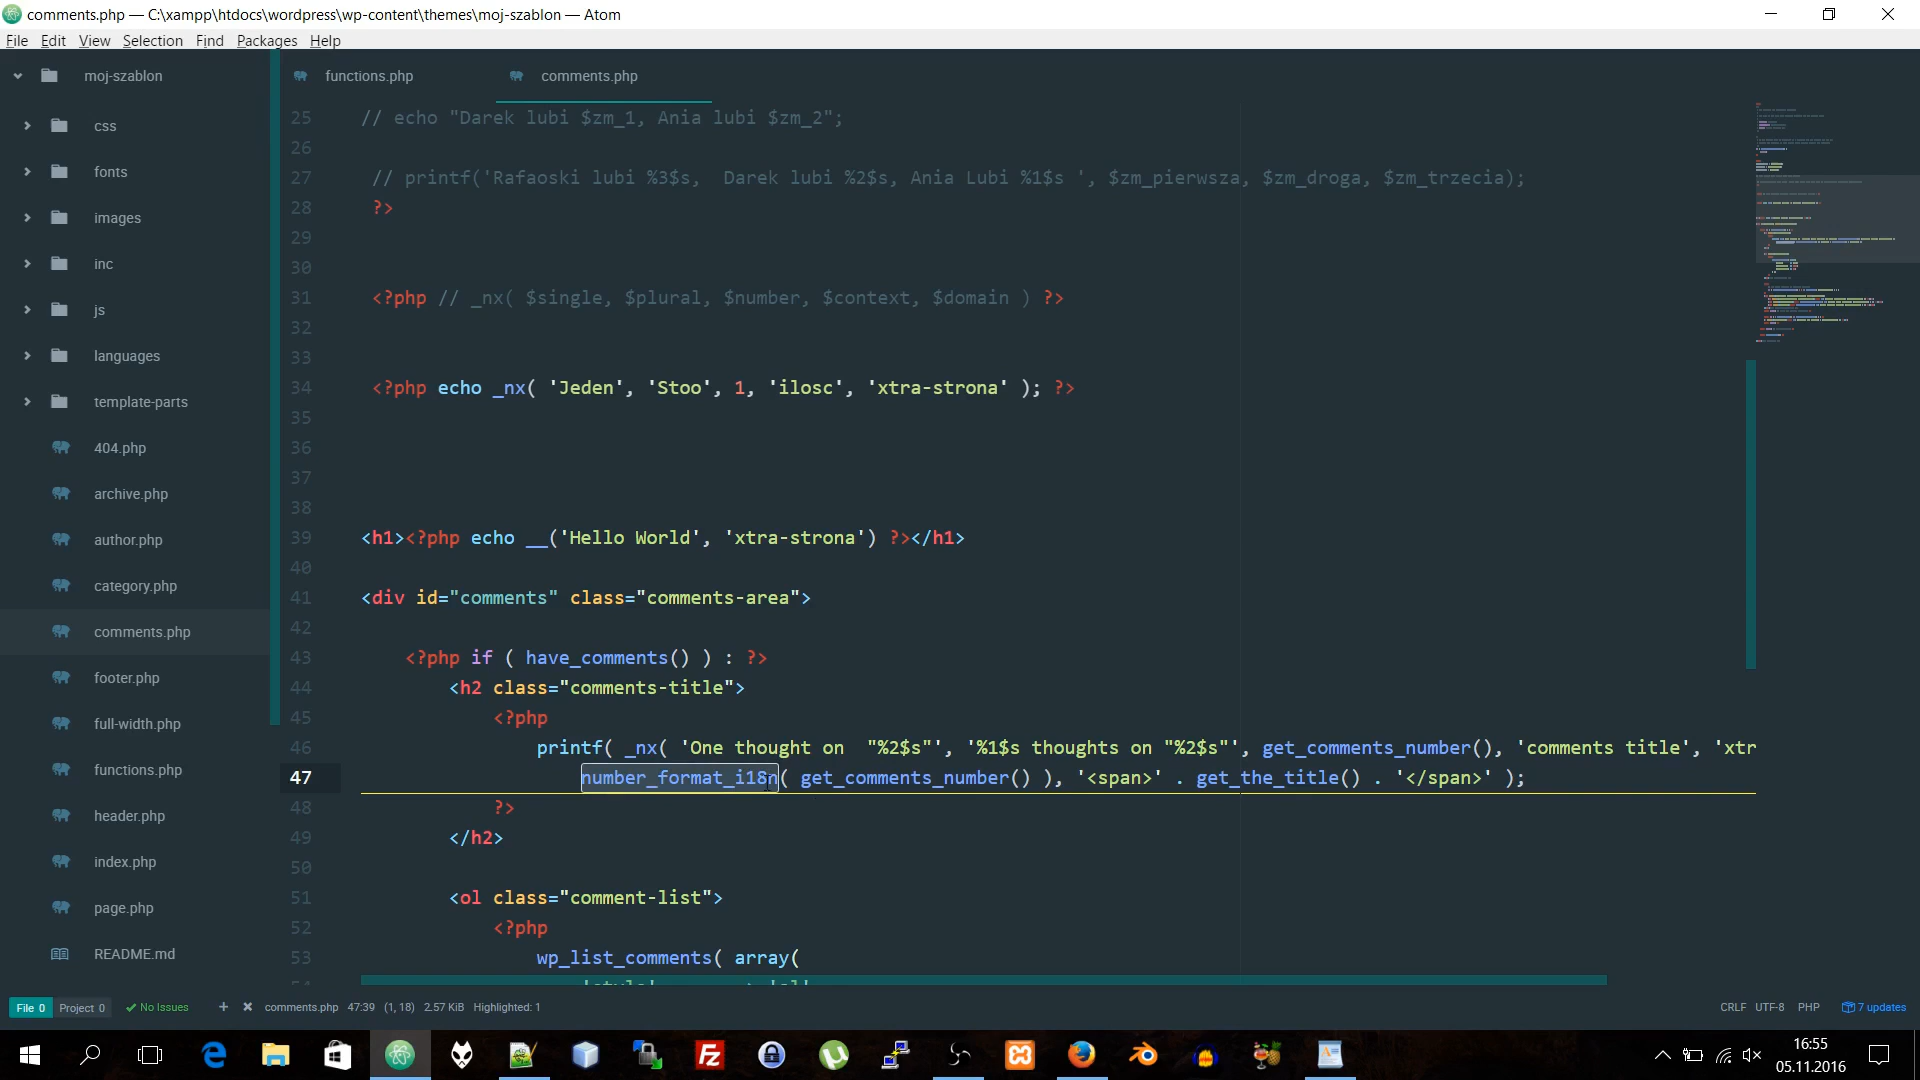 comments.php — C:\xampp\htdocs\wordpress\wp-content\themes\moj-szablon — Atom
File Edit View Selection Find Packages Help
moj-szablon
css
fonts
images
inc
js
languages
template-parts
404.php
archive.php
author.php
category.php
comments.php
footer.php
full-width.php
functions.php
header.php
index.php
page.php
README.md
functions.php comments.php
25 // echo "Darek lubi $zm_1, Ania lubi $zm_2";
26
27 // printf('Rafaoski lubi %3$s,  Darek lubi %2$s, Ania Lubi %1$s ', $zm_pierwsza, $zm_droga, $zm_trzecia);
28 ?>
29
30
31 <?php // _nx( $single, $plural, $number, $context, $domain ) ?>
32
33
34 <?php echo _nx( 'Jeden', 'Stoo', 1, 'ilosc', 'xtra-strona' ); ?>
35
36
37
38
39 <h1><?php echo __('Hello World', 'xtra-strona') ?></h1>
40
41 <div id="comments" class="comments-area">
42
43 <?php if ( have_comments() ) : ?>
44 <h2 class="comments-title">
45 <?php
46 printf( _nx( 'One thought on  "%2$s"', '%1$s thoughts on "%2$s"', get_comments_number(), 'comments title', 'xtr
47 number_format_i18n( get_comments_number() ), '<span>' . get_the_title() . '</span>' );
48 ?>
49 </h2>
50
51 <ol class="comment-list">
52 <?php
53 wp_list_comments( array(
File 0 Project 0 No Issues + comments.php 47:39 (1, 18) 2.57 KiB Highlighted: 1 CRLF UTF-8 PHP 7 updates
16:55
05.11.2016